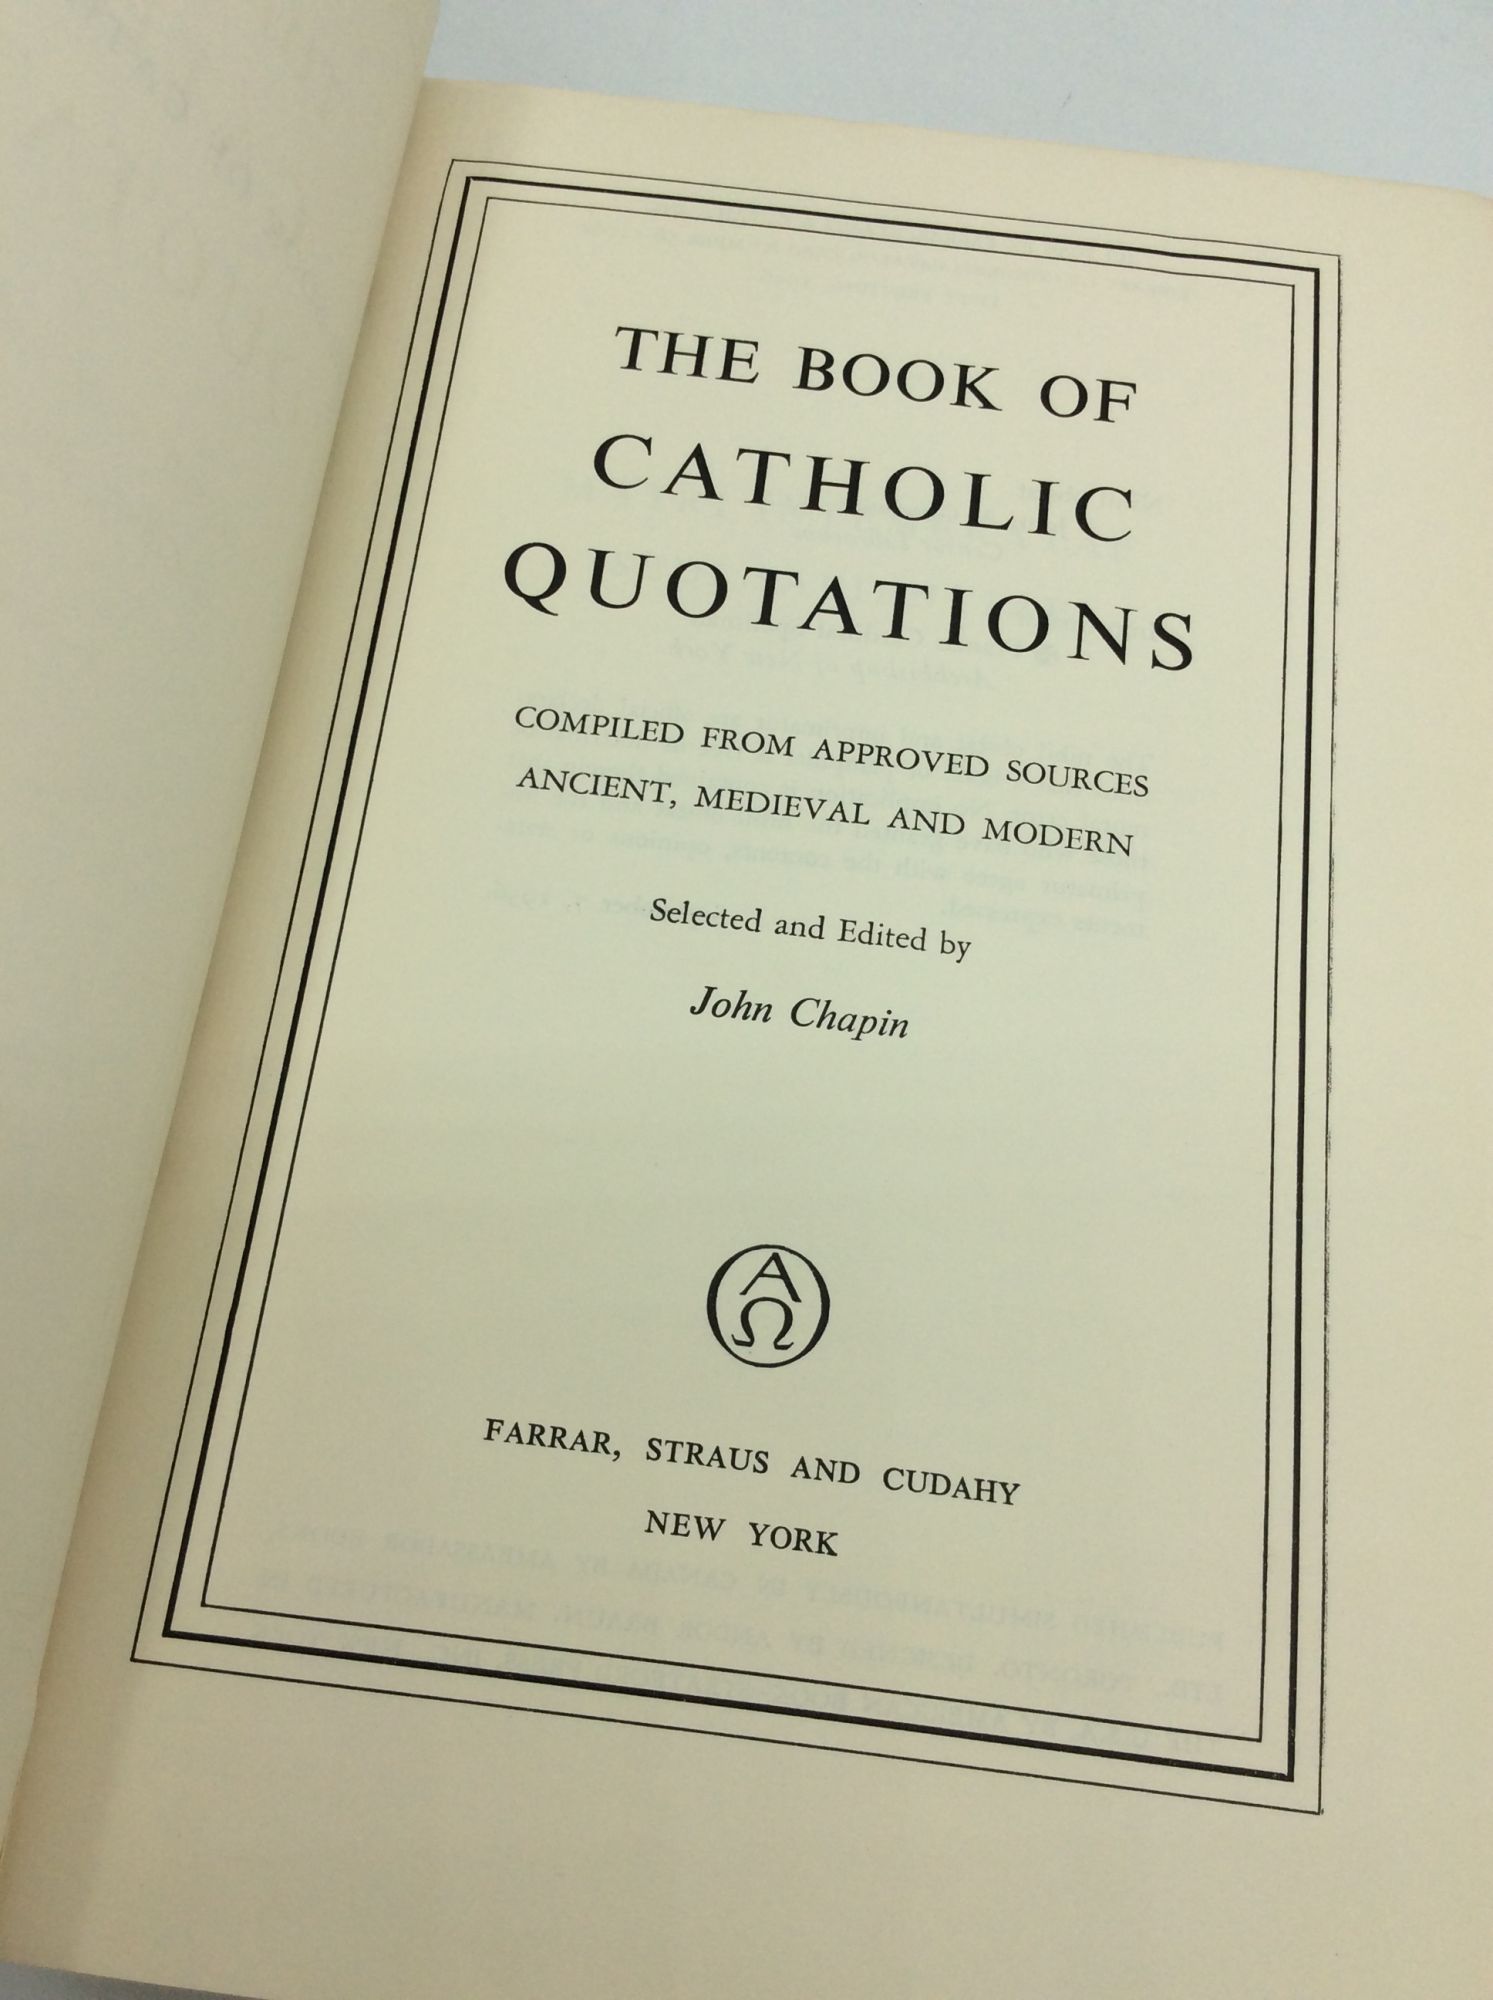 THE BOOK OF
CATHOLIC
QUOTATIONS
COMPILED FROM APPROVED SOURCES
ANCIENT, MEDIEVAL AND MODERN
Selected and Edited by
John Chapin
Α
Ω
FARRAR, STRAUS AND CUDAHY
NEW YORK